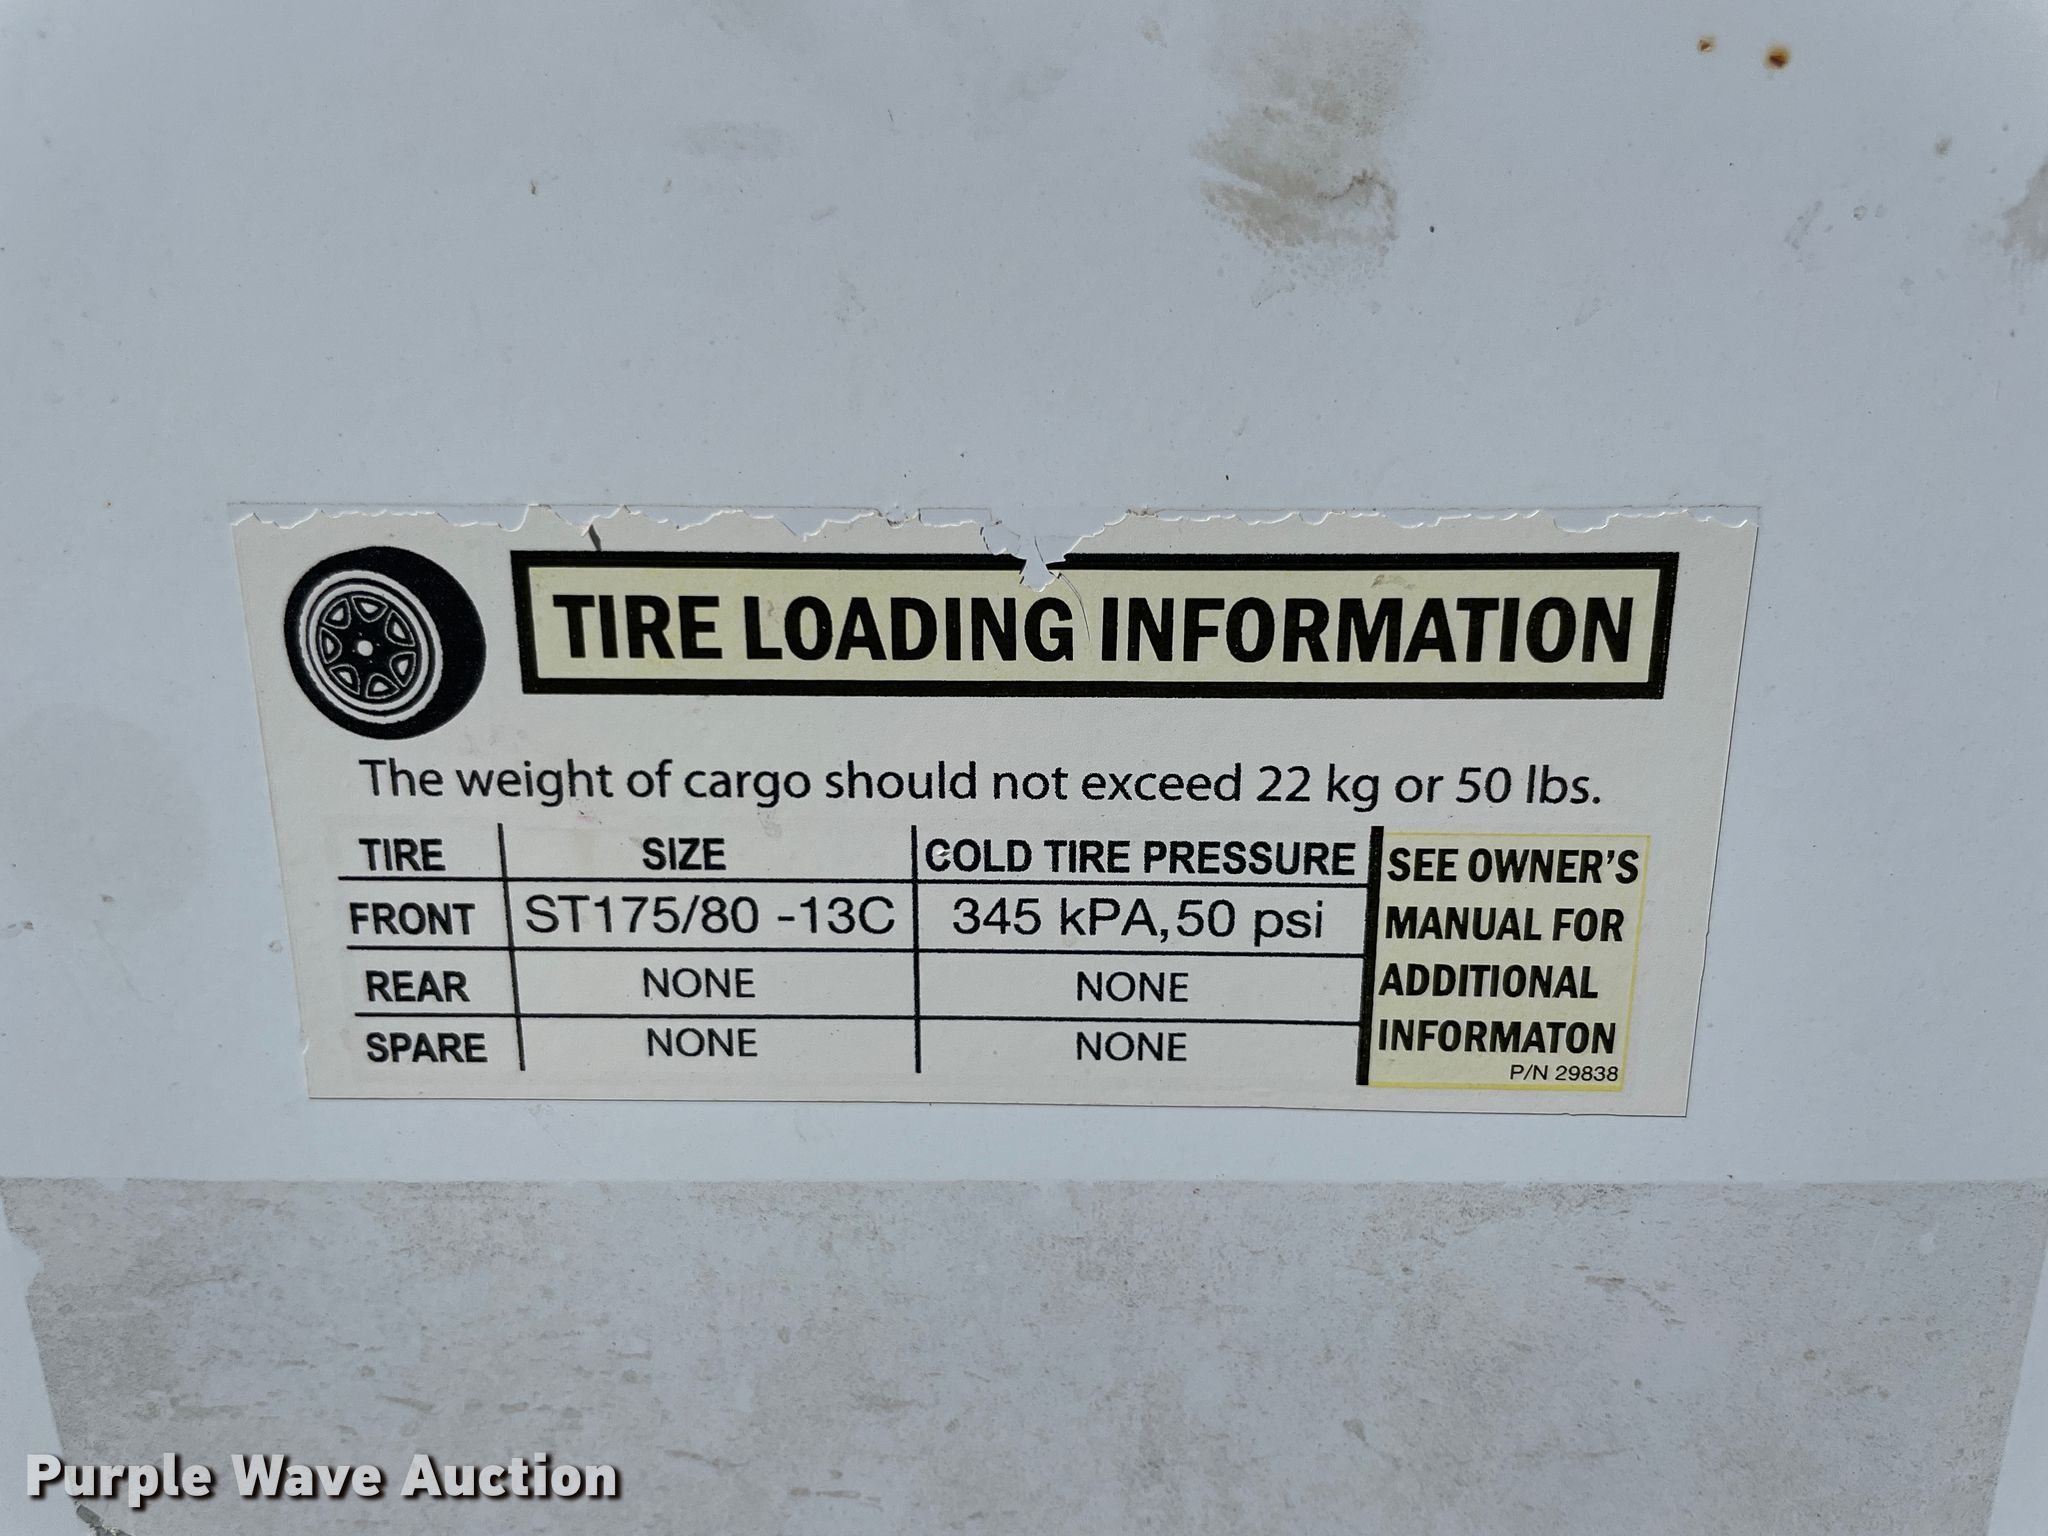 TIRE LOADING INFORMATION
The weight of cargo should not exceed 22 kg or 50 lbs.
TIRE SIZE COLD TIRE PRESSURE
FRONT ST175/80 -13C 345 kPA,50 psi
REAR NONE NONE
SPARE NONE NONE
SEE OWNER'S
MANUAL FOR
ADDITIONAL
INFORMATON
P/N 29838
Purple Wave Auction